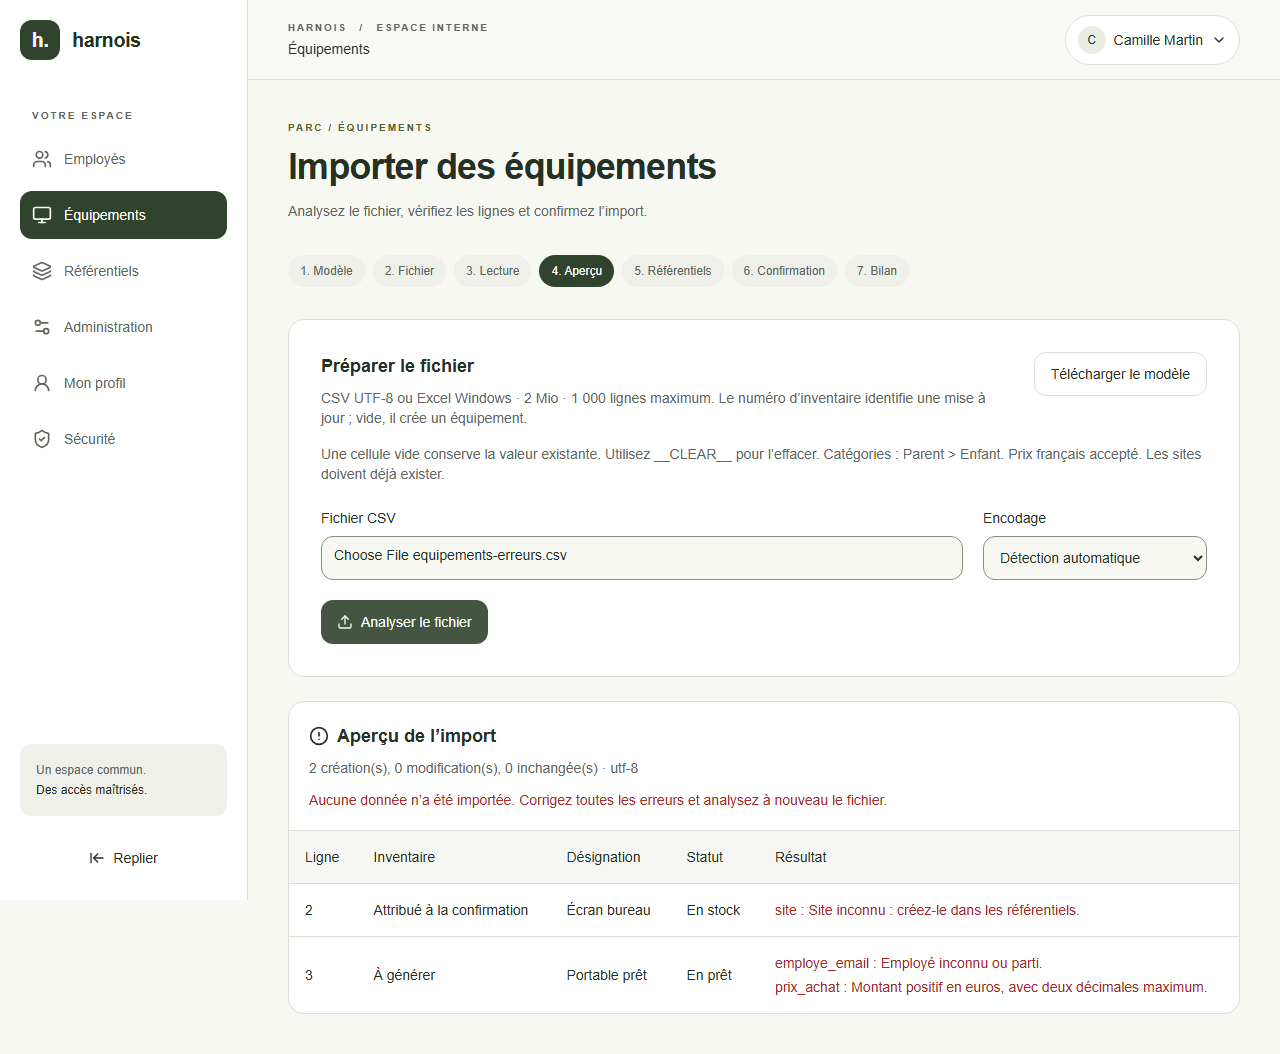 h. harnois
VOTRE ESPACE
Employés
Équipements
Référentiels
Administration
Mon profil
Sécurité
Un espace commun.
Des accès maîtrisés.
Replier
HARNOIS / ESPACE INTERNE
Équipements
C Camille Martin
PARC / ÉQUIPEMENTS
Importer des équipements
Analysez le fichier, vérifiez les lignes et confirmez l’import.
1. Modèle 2. Fichier 3. Lecture 4. Aperçu 5. Référentiels 6. Confirmation 7. Bilan
Préparer le fichier
Télécharger le modèle
CSV UTF-8 ou Excel Windows · 2 Mio · 1 000 lignes maximum. Le numéro d’inventaire identifie une mise à
jour ; vide, il crée un équipement.
Une cellule vide conserve la valeur existante. Utilisez __CLEAR__ pour l’effacer. Catégories : Parent > Enfant. Prix français accepté. Les sites
doivent déjà exister.
Fichier CSV Encodage
Choose File equipements-erreurs.csv Détection automatique
Analyser le fichier
Aperçu de l’import
2 création(s), 0 modification(s), 0 inchangée(s) · utf-8
Aucune donnée n’a été importée. Corrigez toutes les erreurs et analysez à nouveau le fichier.
Ligne Inventaire Désignation Statut Résultat
2 Attribué à la confirmation Écran bureau En stock site : Site inconnu : créez-le dans les référentiels.
3 À générer Portable prêt En prêt employe_email : Employé inconnu ou parti.
prix_achat : Montant positif en euros, avec deux décimales maximum.